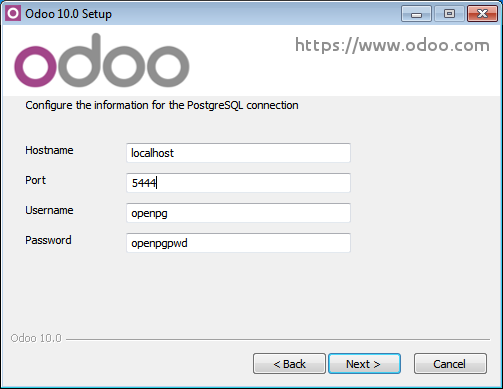 Odoo 10.0 Setup
odoo
https://www.odoo.com
Configure the information for the PostgreSQL connection
Hostname localhost
Port 5444
Username openpg
Password openpgpwd
Odoo 10.0
< Back Next > Cancel